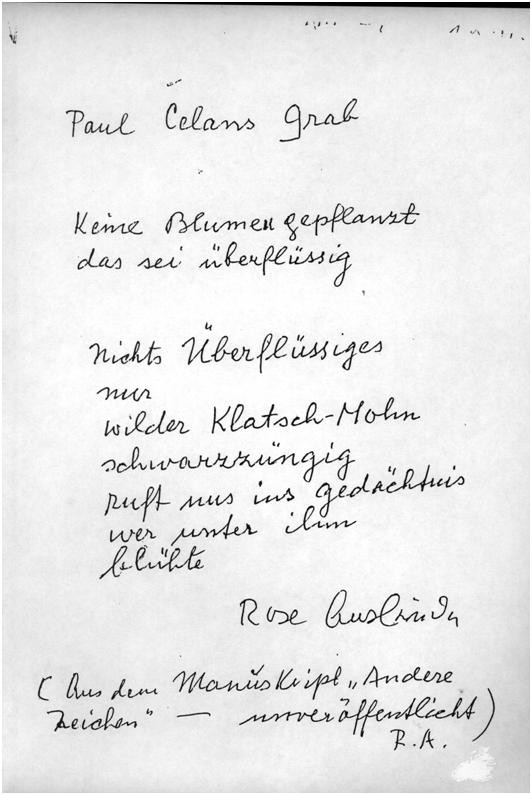 Paul Celans Grab
Keine Blumen gepflanzt
das sei überflüssig
Nichts Überflüssiges
nur
wilder Klatsch-Mohn
schwarzzüngig
ruft uns ins Gedächtnis
wer unter ihm
blühte
Rose Ausländer
(Aus dem Manuskript „Andere
Zeichen" — unveröffentlicht)
R.A.